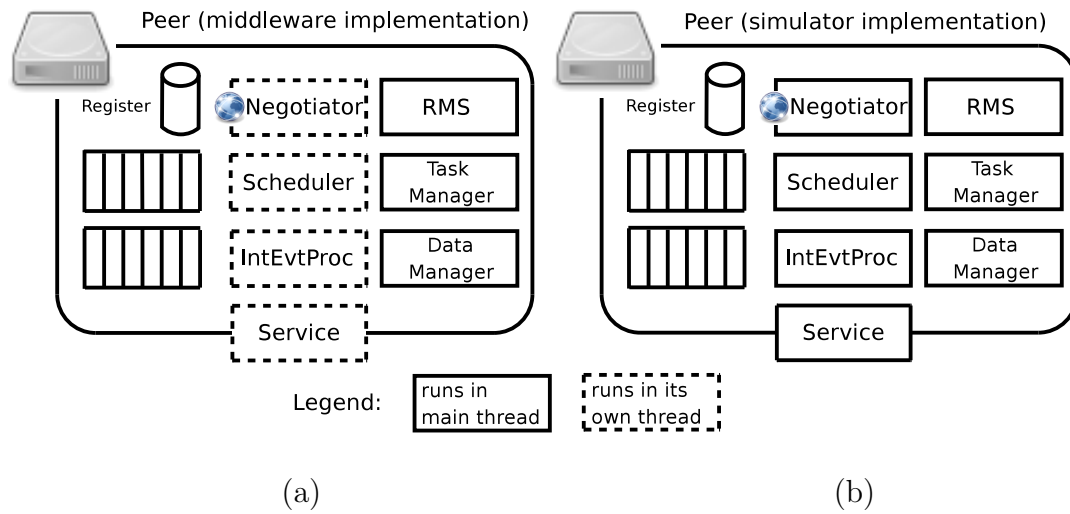 Peer (middleware implementation)
Register
Negotiator
RMS
Scheduler
Task
Manager
IntEvtProc
Data
Manager
Service
Peer (simulator implementation)
Register
Negotiator
RMS
Scheduler
Task
Manager
IntEvtProc
Data
Manager
Service
Legend:
runs in
main thread
runs in its
own thread
(a)
(b)